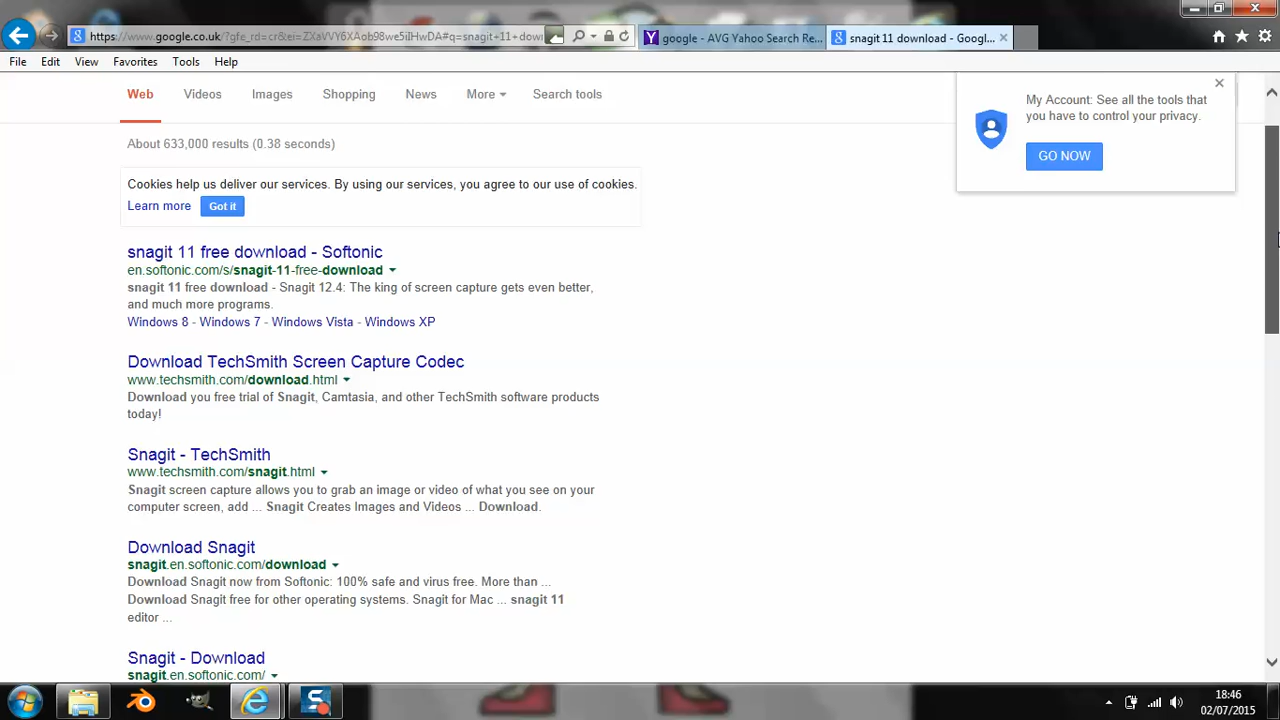 https://www.google.co.uk/?gfe_rd=cr&ei=ZXaVVY6XAob98we5iIHwDA#q=snagit+11+dow
google - AVG Yahoo Search Re...
snagit 11 download - Googl...
File Edit View Favorites Tools Help
Web Videos Images Shopping News More Search tools
My Account: See all the tools that
you have to control your privacy.
GO NOW
About 633,000 results (0.38 seconds)
Cookies help us deliver our services. By using our services, you agree to our use of cookies.
Learn more Got it
snagit 11 free download - Softonic
en.softonic.com/s/snagit-11-free-download
snagit 11 free download - Snagit 12.4: The king of screen capture gets even better,
and much more programs.
Windows 8 - Windows 7 - Windows Vista - Windows XP
Download TechSmith Screen Capture Codec
www.techsmith.com/download.html
Download you free trial of Snagit, Camtasia, and other TechSmith software products
today!
Snagit - TechSmith
www.techsmith.com/snagit.html
Snagit screen capture allows you to grab an image or video of what you see on your
computer screen, add ... Snagit Creates Images and Videos ... Download.
Download Snagit
snagit.en.softonic.com/download
Download Snagit now from Softonic: 100% safe and virus free. More than ...
Download Snagit free for other operating systems. Snagit for Mac ... snagit 11
editor ...
Snagit - Download
snagit.en.softonic.com/
18:46
02/07/2015